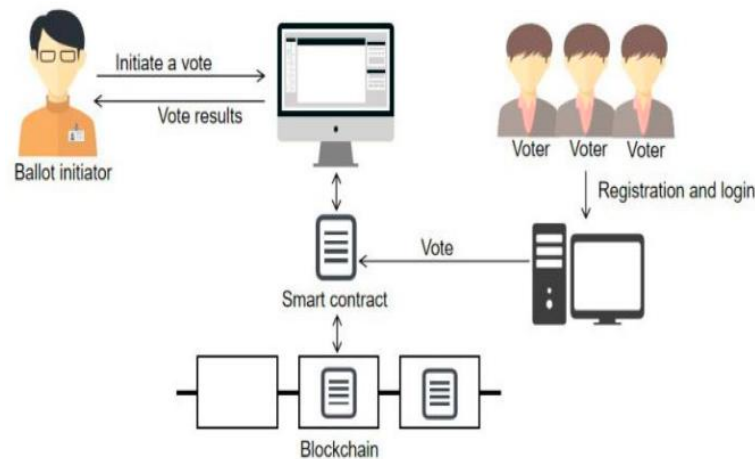 Initiate a vote
Vote results
Ballot initiator
Voter Voter Voter
Registration and login
Vote
Smart contract
Blockchain